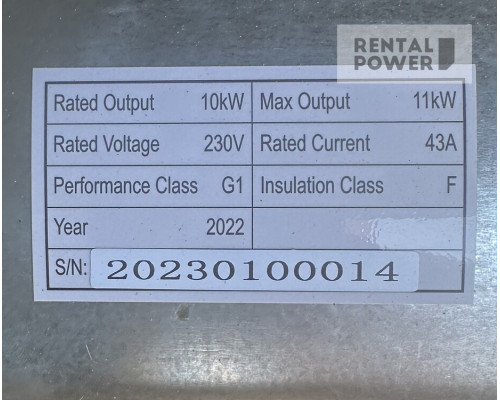 RENTAL
POWER
Rated Output 10kW Max Output 11kW
Rated Voltage 230V Rated Current 43A
Performance Class G1 Insulation Class F
Year 2022
S/N: 20230100014